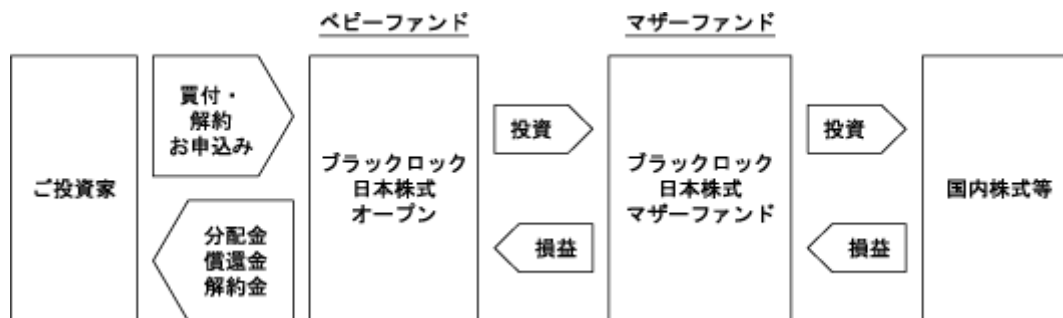 ベビーファンド
マザーファンド
ご投資家
買付・
解約
お申込み
分配金
償還金
解約金
ブラックロック
日本株式
オープン
投資
損益
ブラックロック
日本株式
マザーファンド
投資
損益
国内株式等